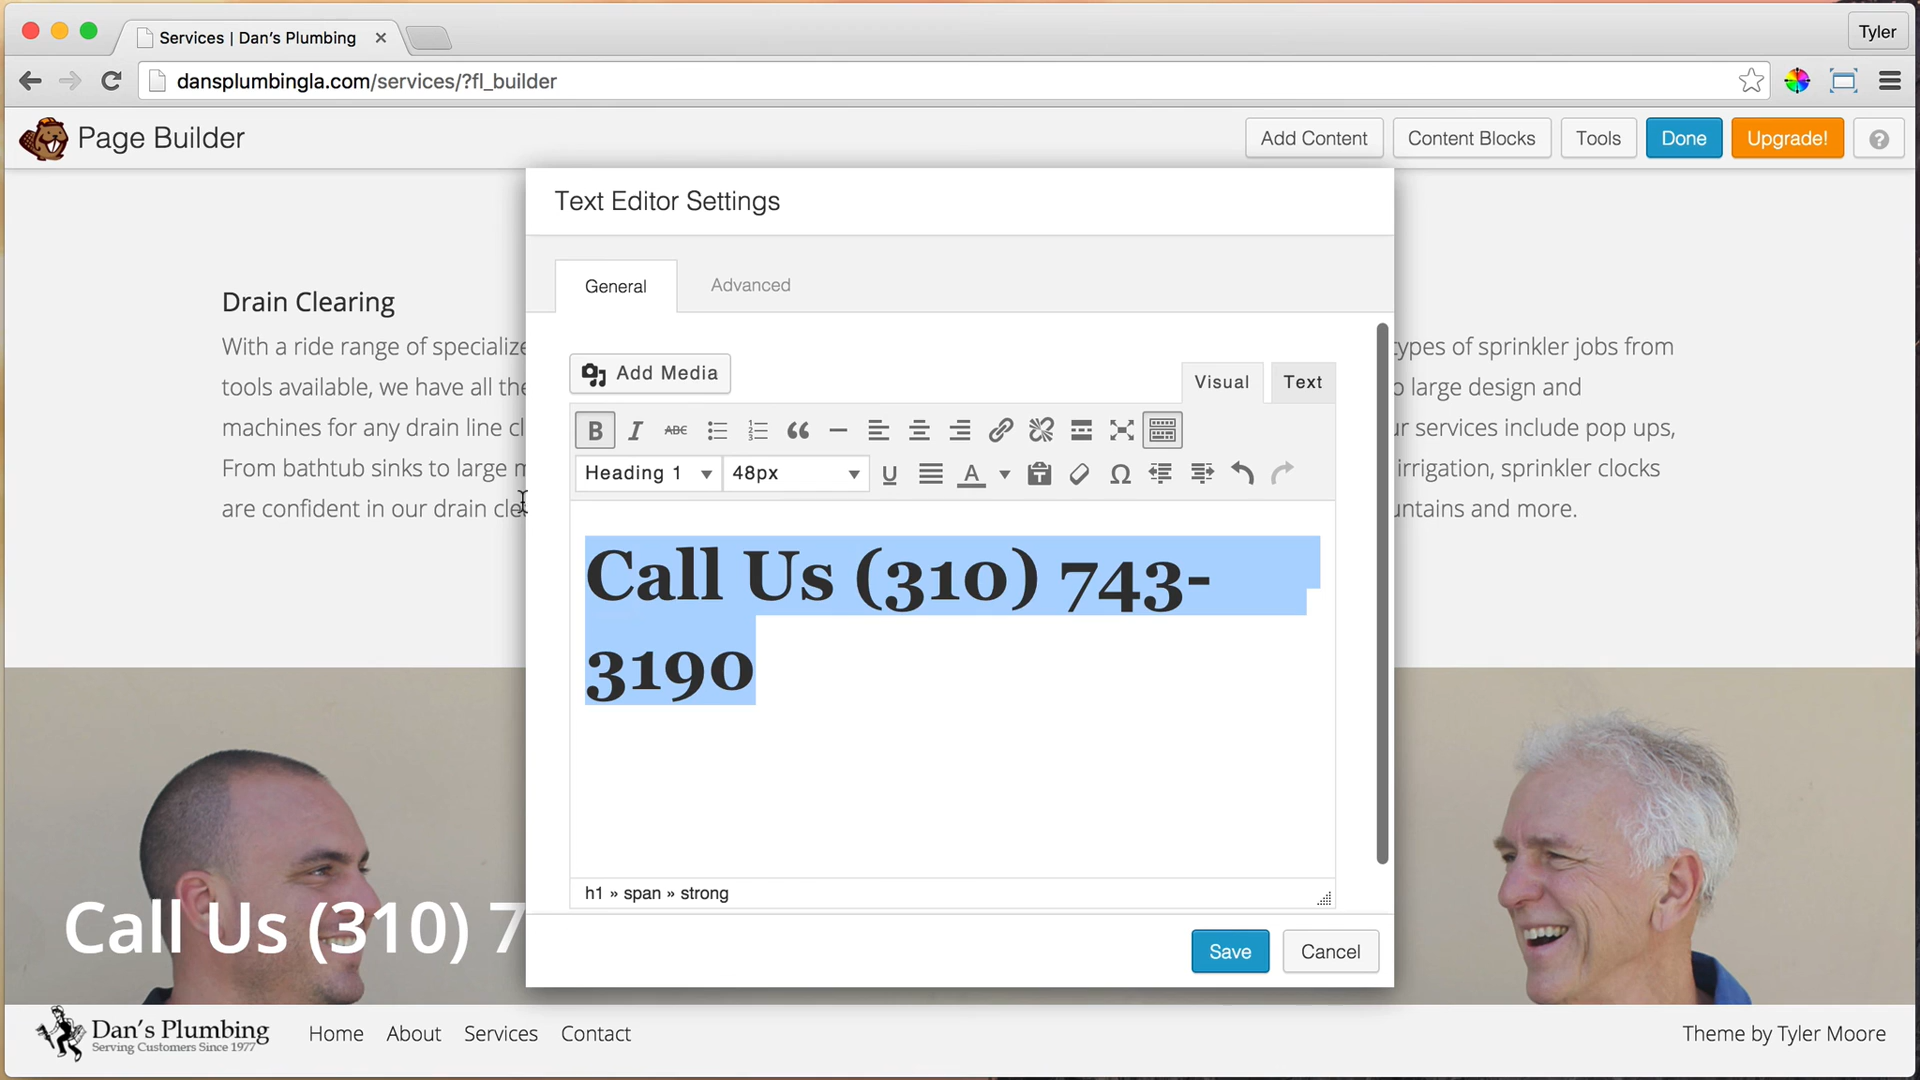 Services | Dan's Plumbing
Tyler
dansplumbingla.com/services/?fl_builder
Page Builder
Add Content
Content Blocks
Tools
Done
Upgrade!
?
Text Editor Settings
General
Advanced
Add Media
Visual
Text
B
I
ABC
Heading 1
48px
U
A
Ω
Call Us (310) 743-
3190
h1 » span » strong
Save
Cancel
Drain Clearing
With a ride range of specialize
tools available, we have all the
machines for any drain line cl
From bathtub sinks to large m
are confident in our drain cle
types of sprinkler jobs from
o large design and
ur services include pop ups,
irrigation, sprinkler clocks
untains and more.
Call Us (310) 7
Dan's Plumbing
Serving Customers Since 1977
Home
About
Services
Contact
Theme by Tyler Moore